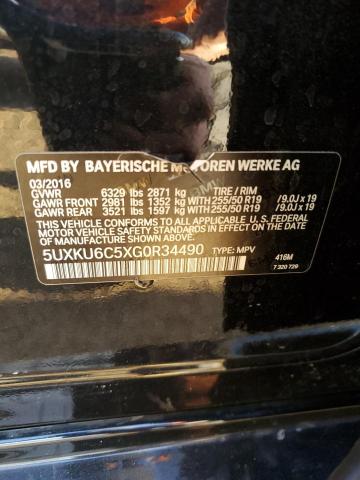 MFD BY BAYERISCHE MOTOREN WERKE AG
03/2016
GVWR 6329 lbs 2871 kg TIRE / RIM
GAWR FRONT 2981 lbs 1352 kg WITH 255/50 R19 /9.0J x 19
GAWR REAR 3521 lbs 1597 kg WITH 255/50 R19 /9.0J x 19
THIS VEHICLE CONFORMS TO ALL APPLICABLE U.S. FEDERAL
MOTOR VEHICLE SAFETY STANDARDS IN EFFECT ON THE
DATE OF MANUFACTURE SHOWN ABOVE.
5UXKU6C5XG0R34490 TYPE: MPV 416M
7 320 729